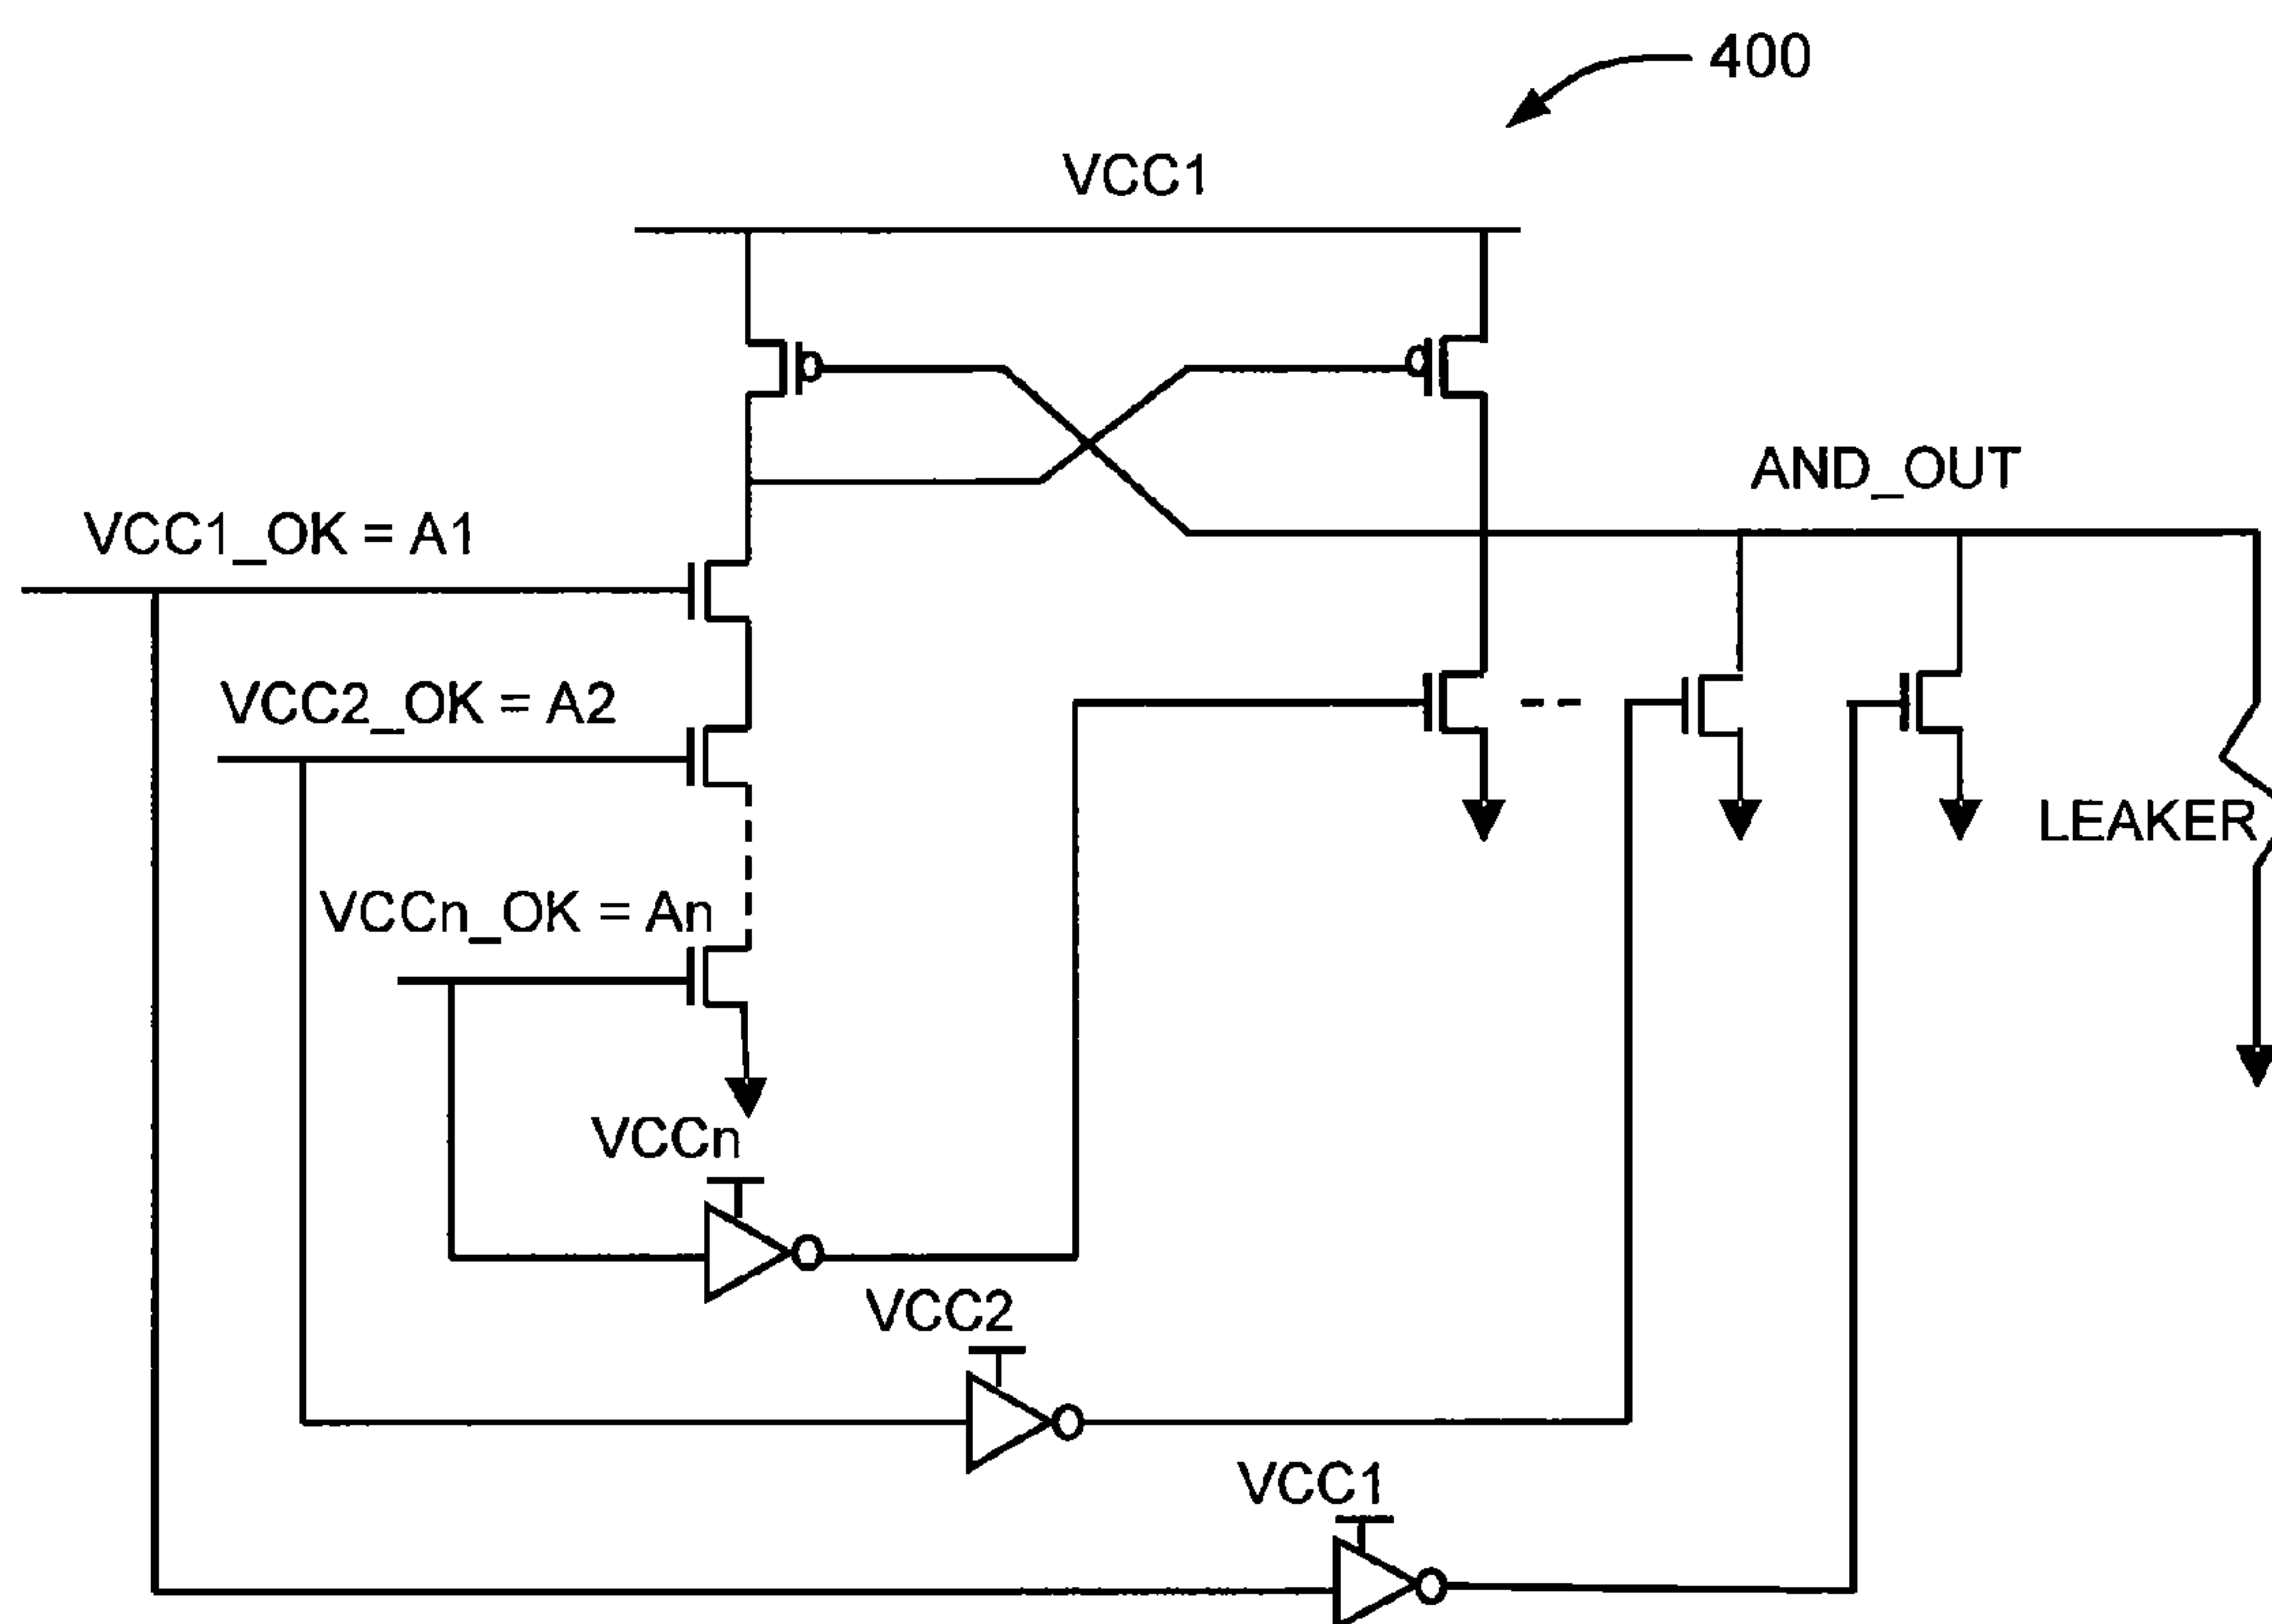 400
VCC1
AND_OUT
VCC1_OK = A1
VCC2_OK = A2
LEAKER
VCCn_OK = An
VCCn
VCC2
VCC1